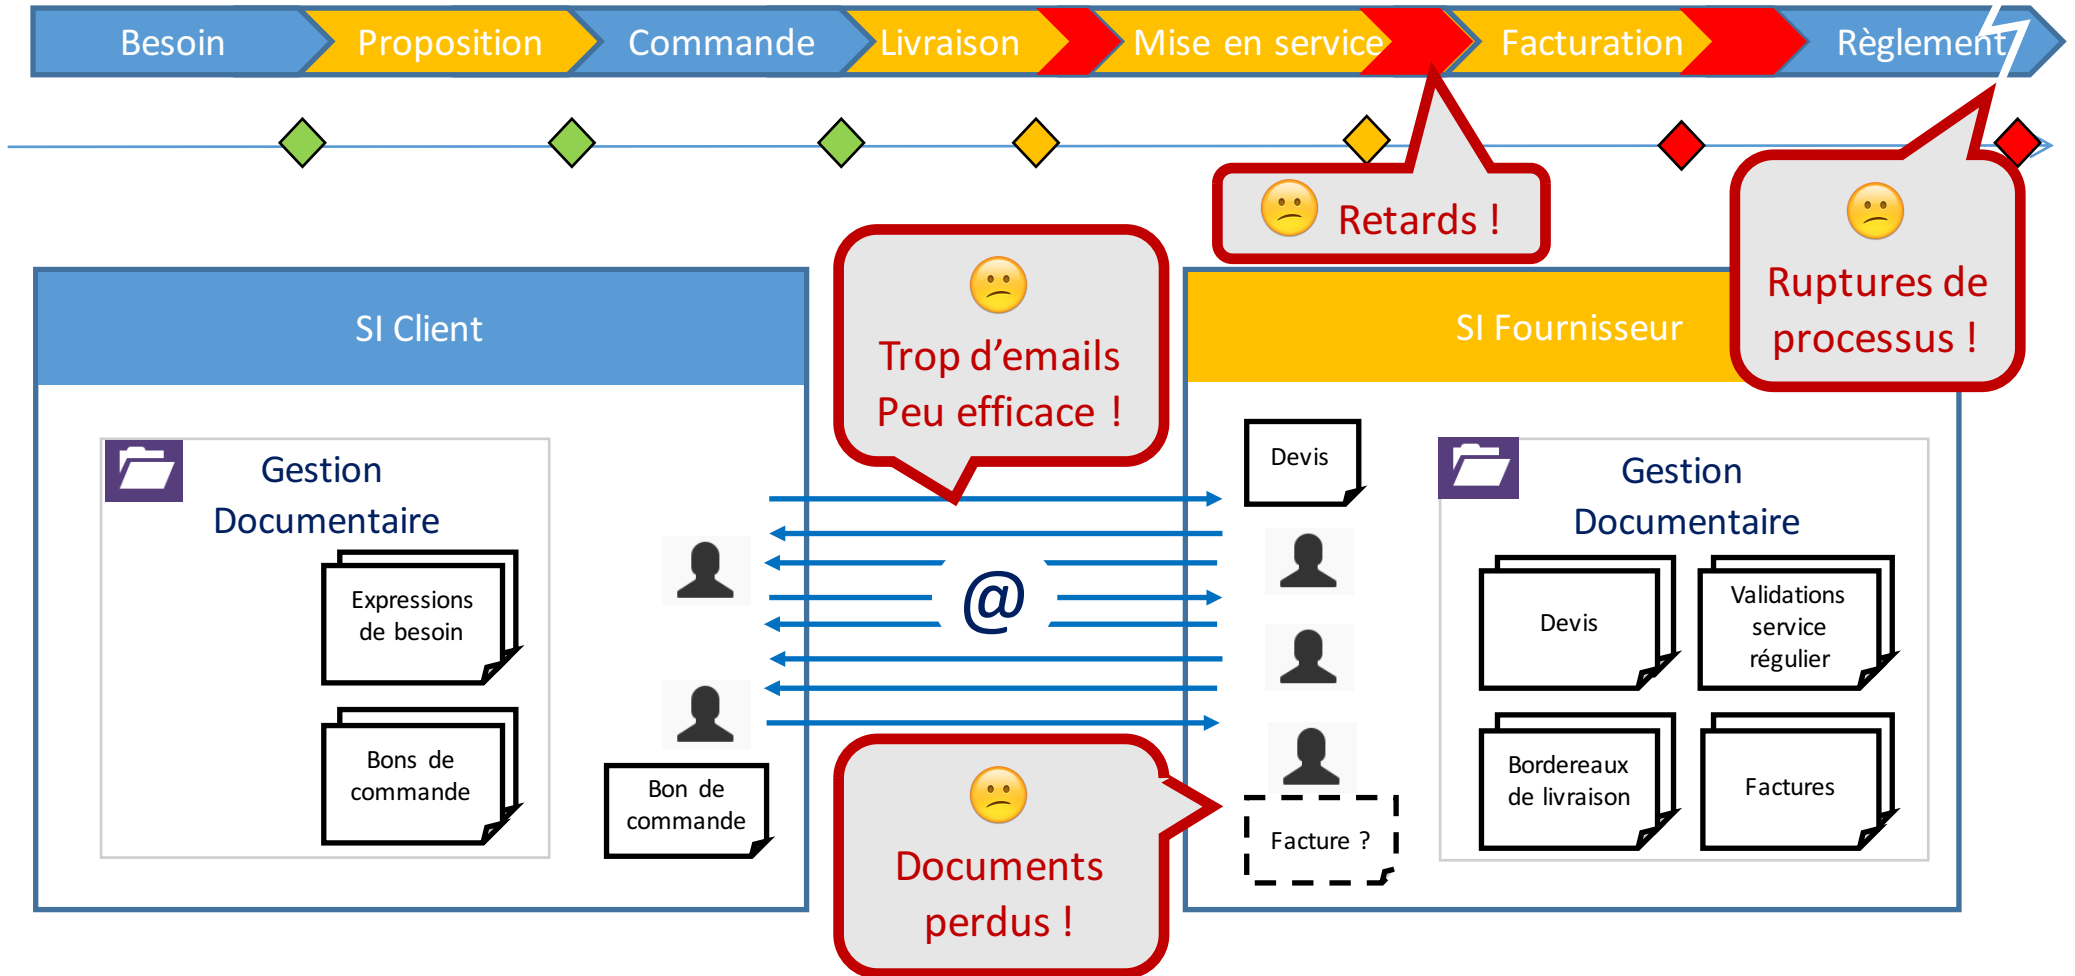 Besoin
Proposition
Commande
Livraison
Mise en service
Facturation
Règlement
Retards !
Ruptures de
processus !
Trop d’emails
Peu efficace !
SI Client
SI Fournisseur
Gestion
Documentaire
Expressions
de besoin
Bons de
commande
Bon de
commande
@
Documents
perdus !
Devis
Facture ?
Gestion
Documentaire
Devis
Validations
service
régulier
Bordereaux
de livraison
Factures